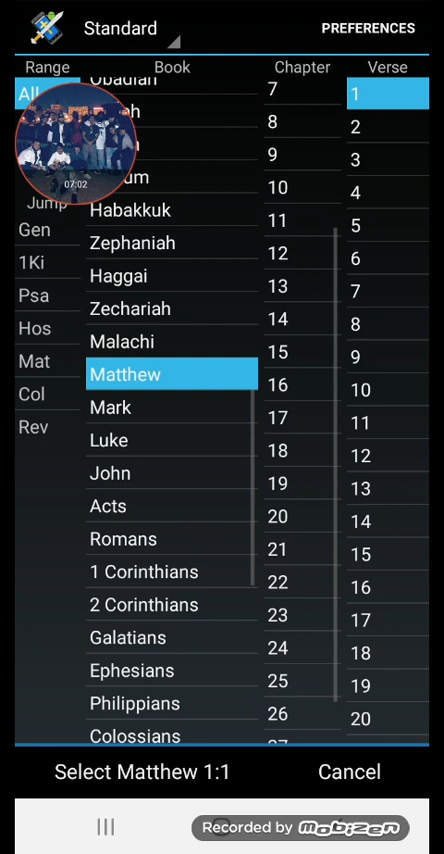 Standard
PREFERENCES
Range
Book
Chapter
Verse
All
Jump
Gen
1Ki
Psa
Hos
Mat
Col
Rev
07:02
Obadiah
Habakkuk
Zephaniah
Haggai
Zechariah
Malachi
Matthew
Mark
Luke
John
Acts
Romans
1 Corinthians
2 Corinthians
Galatians
Ephesians
Philippians
Colossians
7
8
9
10
11
12
13
14
15
16
17
18
19
20
21
22
23
24
25
26
27
1
2
3
4
5
6
7
8
9
10
11
12
13
14
15
16
17
18
19
20
Select Matthew 1:1
Cancel
Recorded by MOBIZEN